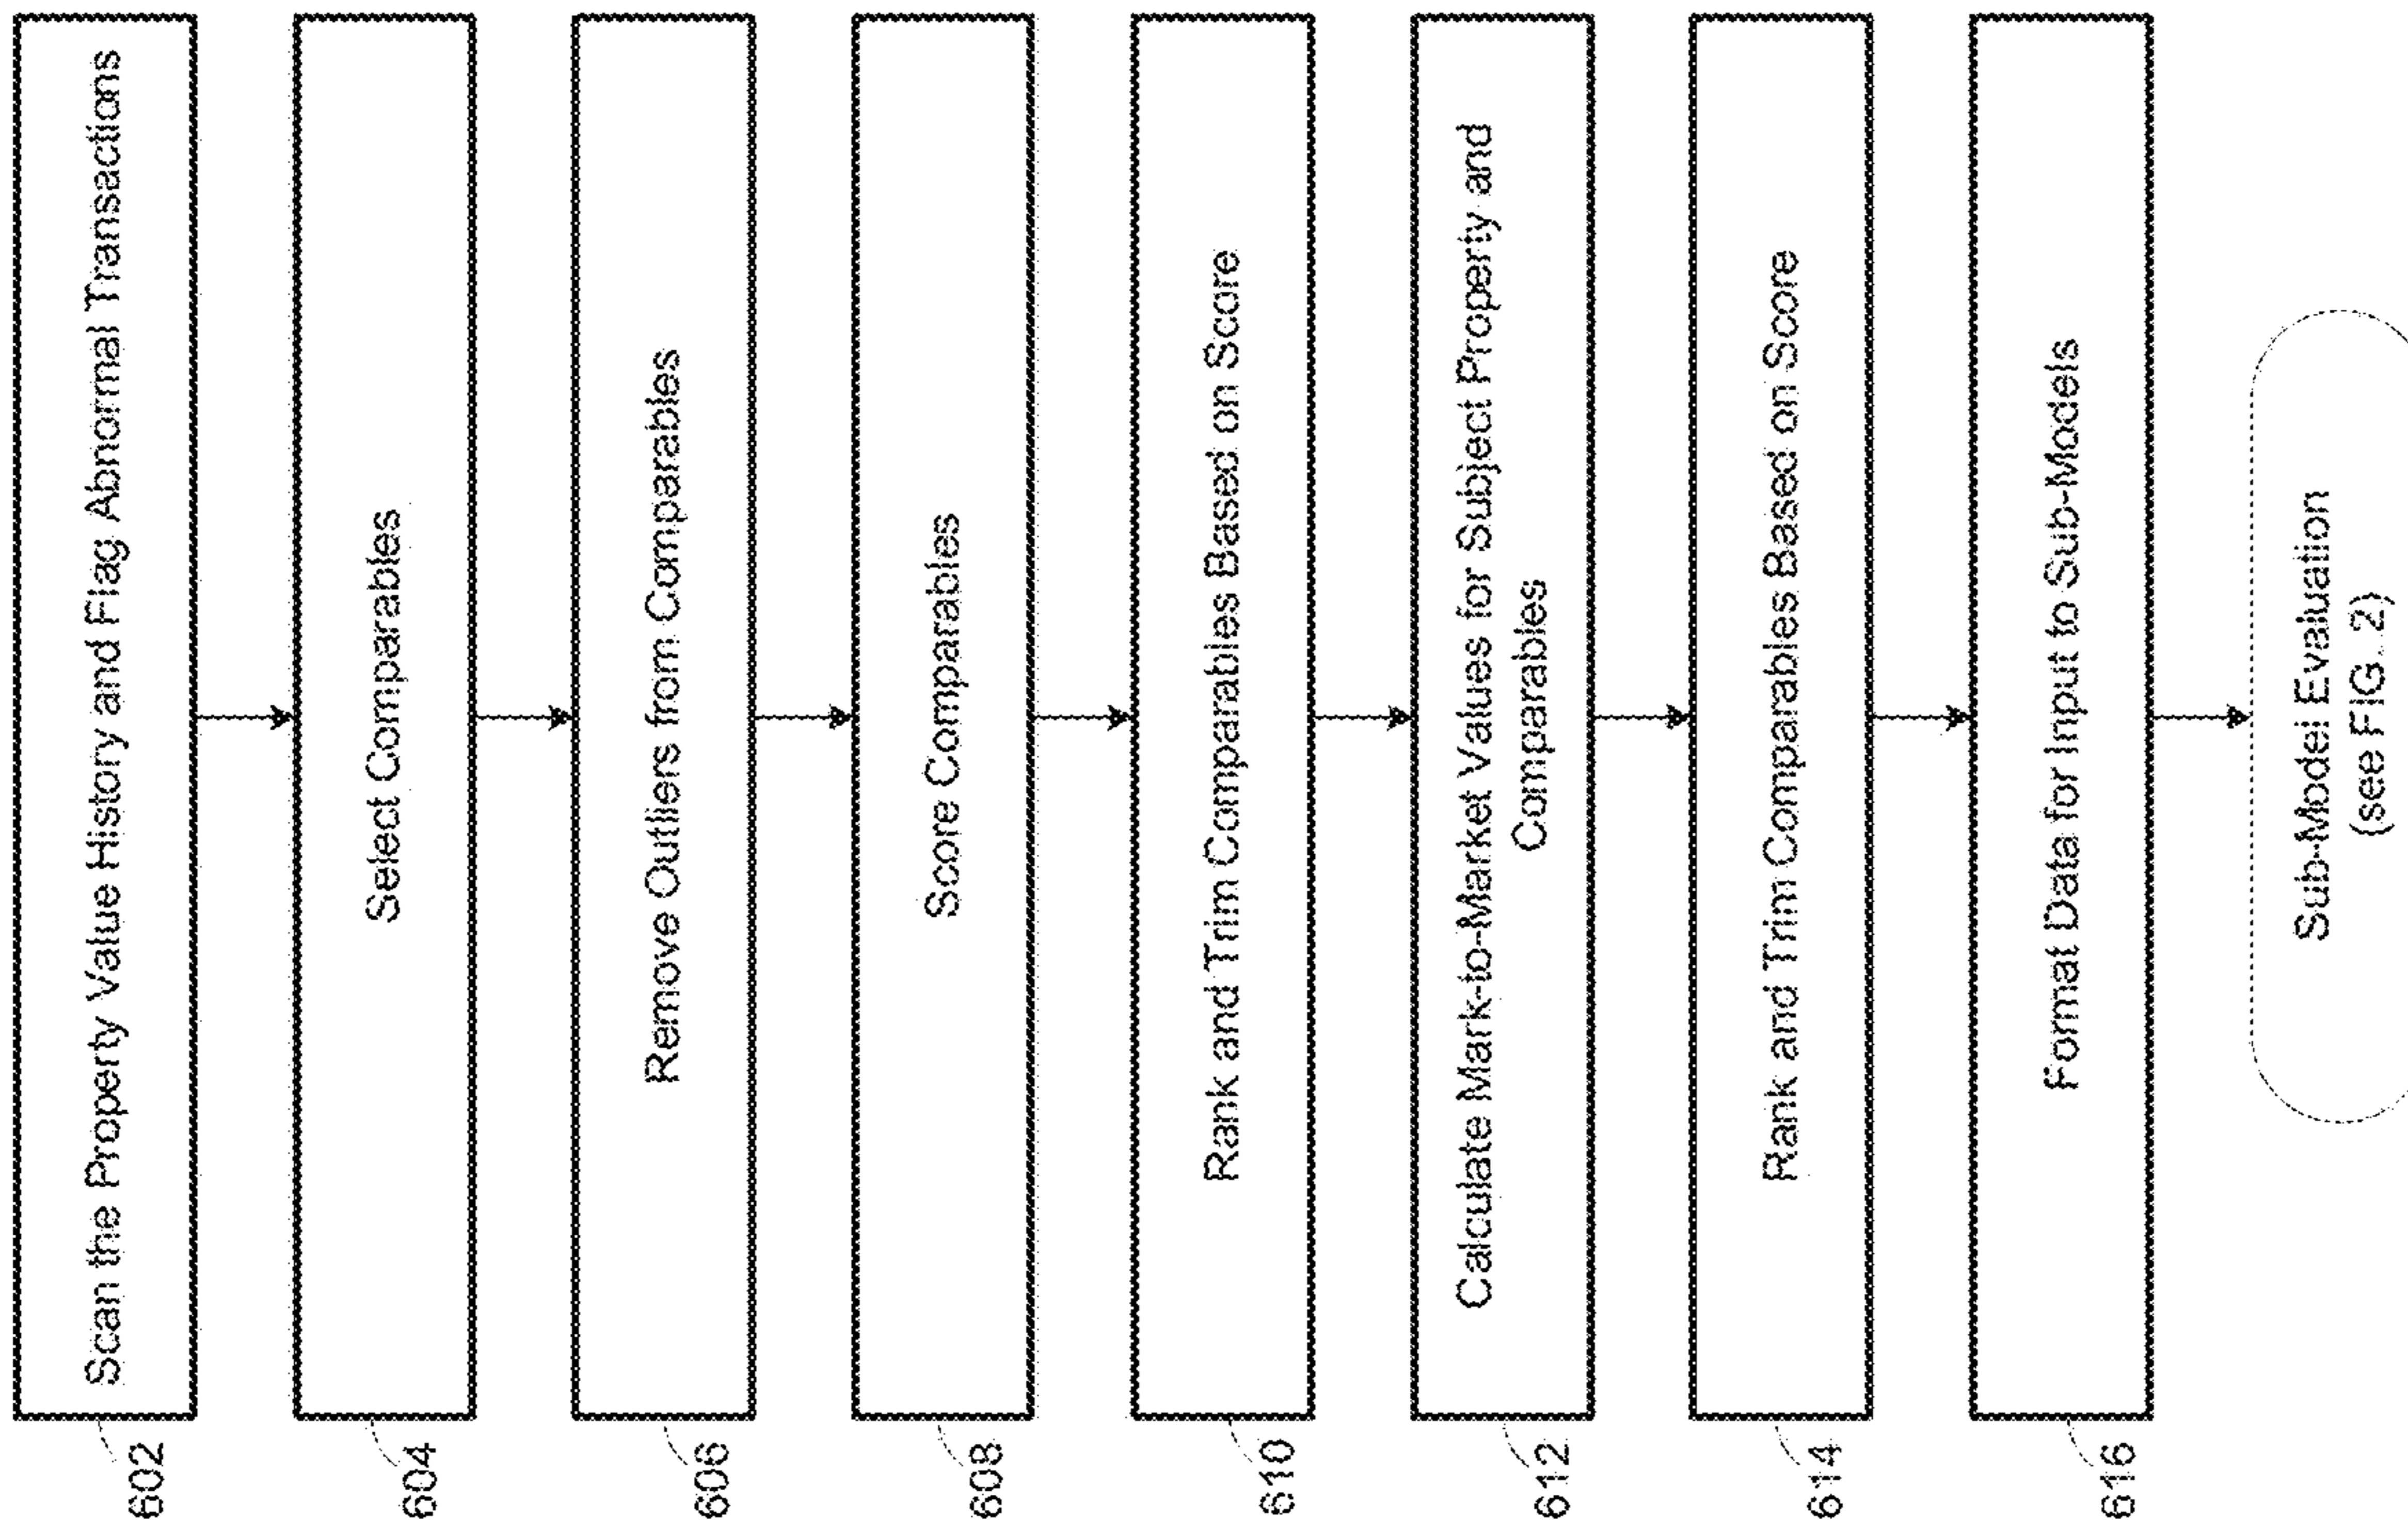 602
Scan the Property Value History and Flag Abnormal Transactions
604
Select Comparables
606
Remove Outliers from Comparables
608
Score Comparables
610
Rank and Trim Comparables Based on Score
612
Calculate Mark-to-Market Values for Subject Property and
Comparables
614
Rank and Trim Comparables Based on Score
616
Format Data for Input to Sub-Models
Sub-Model Evaluation
(see FIG. 2)